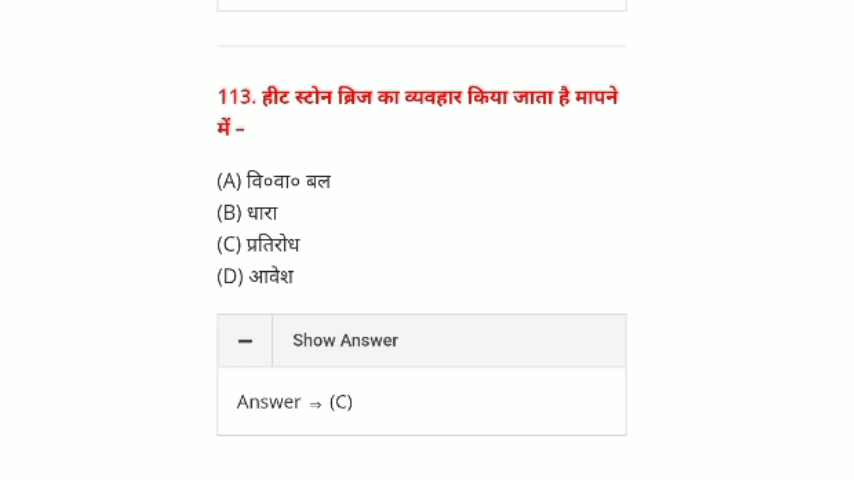 113. हीट स्टोन ब्रिज का व्यवहार किया जाता है मापने
में –
(A) वि०वा० बल
(B) धारा
(C) प्रतिरोध
(D) आवेश
– Show Answer
Answer ⇒ (C)